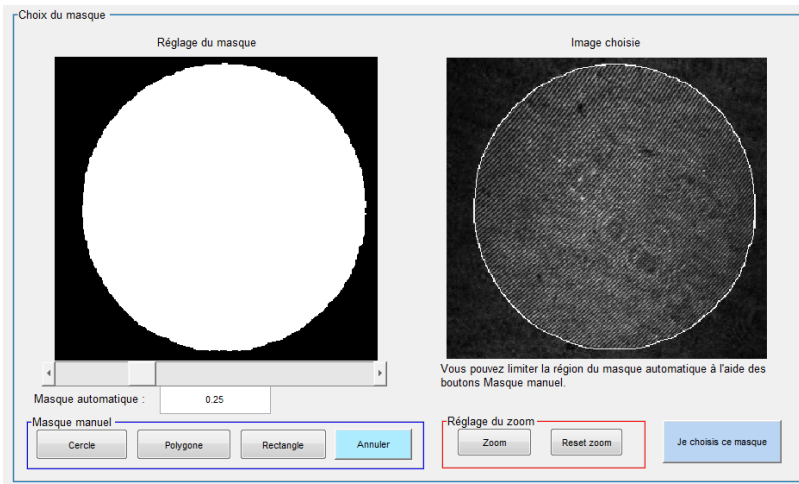 Choix du masque
Réglage du masque
Image choisie
Vous pouvez limiter la région du masque automatique à l'aide des
boutons Masque manuel.
Masque automatique :
0.25
Masque manuel
Cercle
Polygone
Rectangle
Annuler
Réglage du zoom
Zoom
Reset zoom
Je choisis ce masque